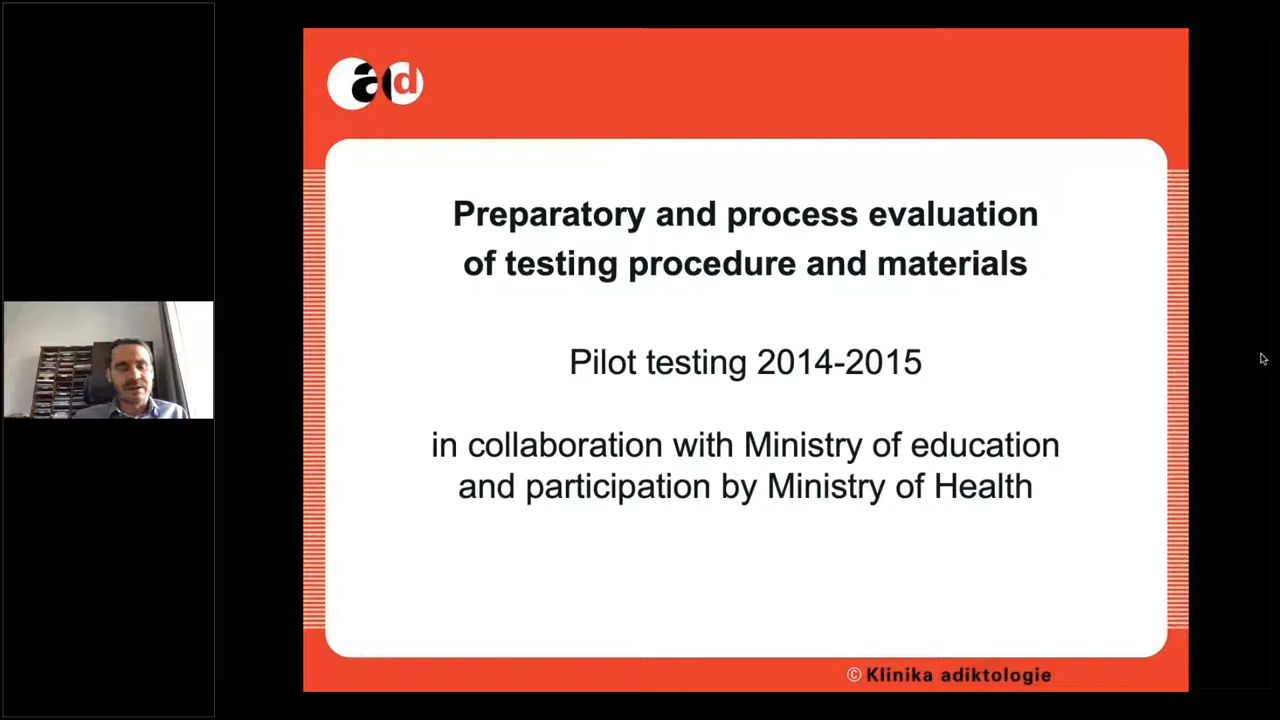 ad
Preparatory and process evaluation
of testing procedure and materials
Pilot testing 2014-2015
in collaboration with Ministry of education
and participation by Ministry of Health
© Klinika adiktologie